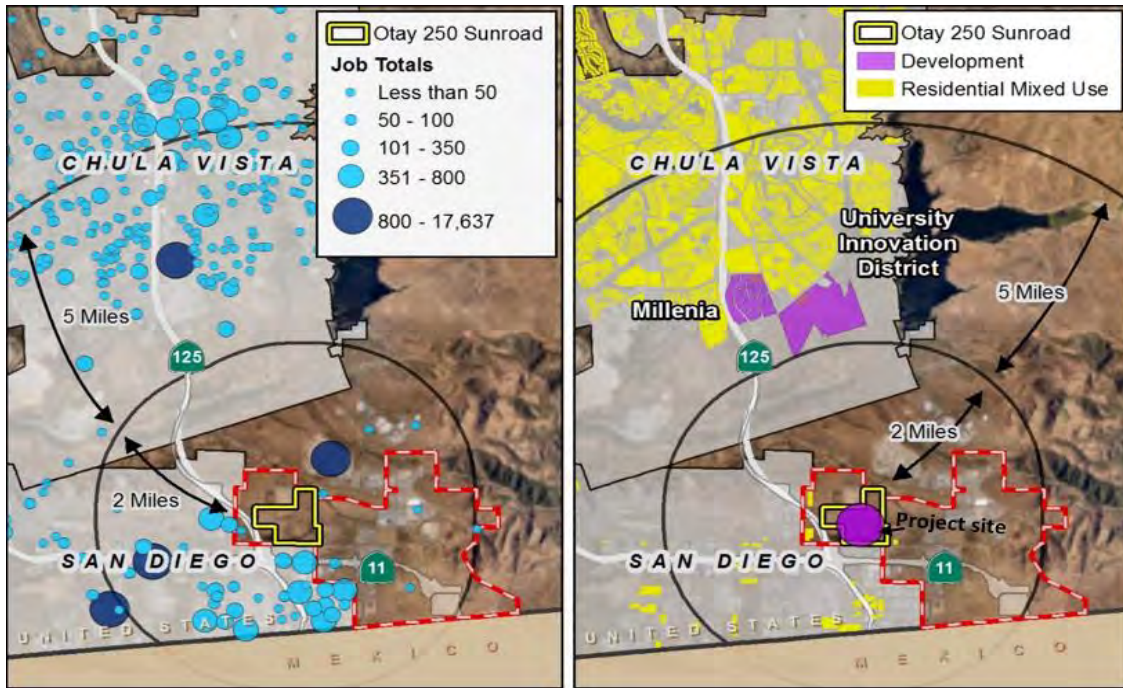 Otay 250 Sunroad
Job Totals
Less than 50
50 - 100
101 - 350
351 - 800
800 - 17,637
CHULA VISTA
5 Miles
125
2 Miles
SAN DIEGO
11
UNITED STATES
MEXICO
Otay 250 Sunroad
Development
Residential Mixed Use
CHULA VISTA
University
Innovation
District
5 Miles
Millenia
125
2 Miles
Project site
SAN DIEGO
11
UNITED STATES
MEXICO